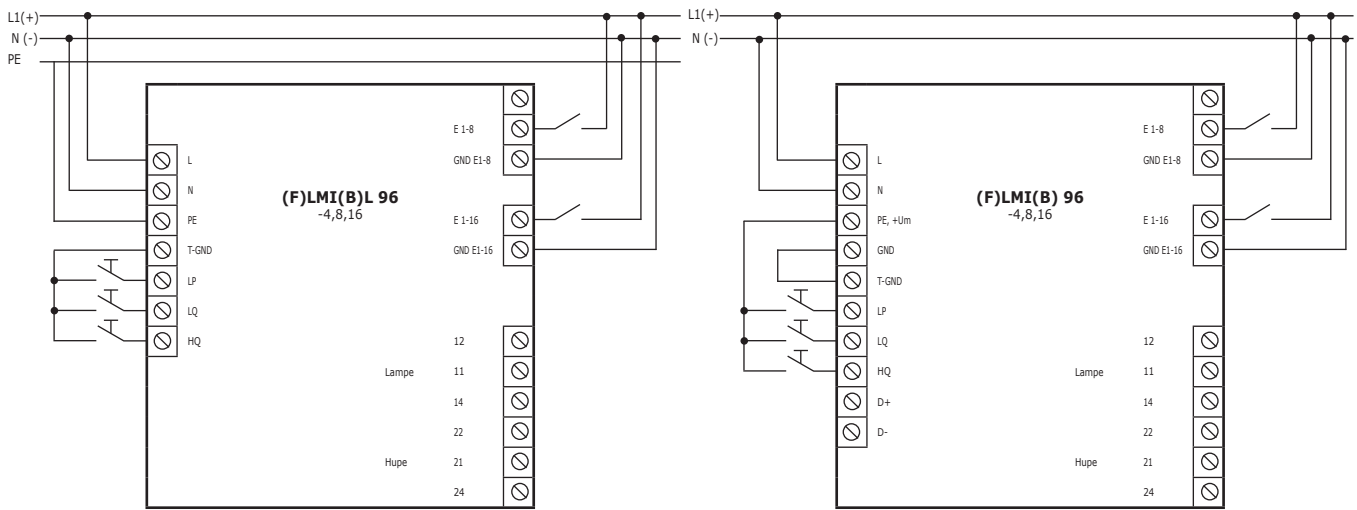 L1(+)
N (-)
PE
(F)LMI(B)L 96
-4,8,16
L
N
PE
T-GND
LP
LQ
HQ
E 1-8
GND E1-8
E 1-16
GND E1-16
12
Lampe 11
14
22
Hupe 21
24
L1(+)
N (-)
(F)LMI(B) 96
-4,8,16
L
N
PE, +Um
GND
T-GND
LP
LQ
HQ
D+
D-
E 1-8
GND E1-8
E 1-16
GND E1-16
12
Lampe 11
14
22
Hupe 21
24